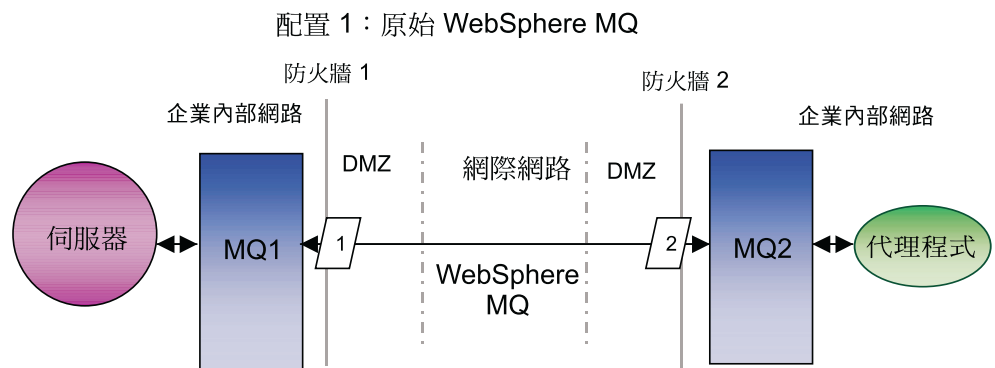 配置 1：原始 WebSphere MQ
防火牆 1
防火牆 2
企業內部網路
企業內部網路
DMZ
網際網路
DMZ
伺服器
MQ1
1
2
MQ2
代理程式
WebSphere
MQ